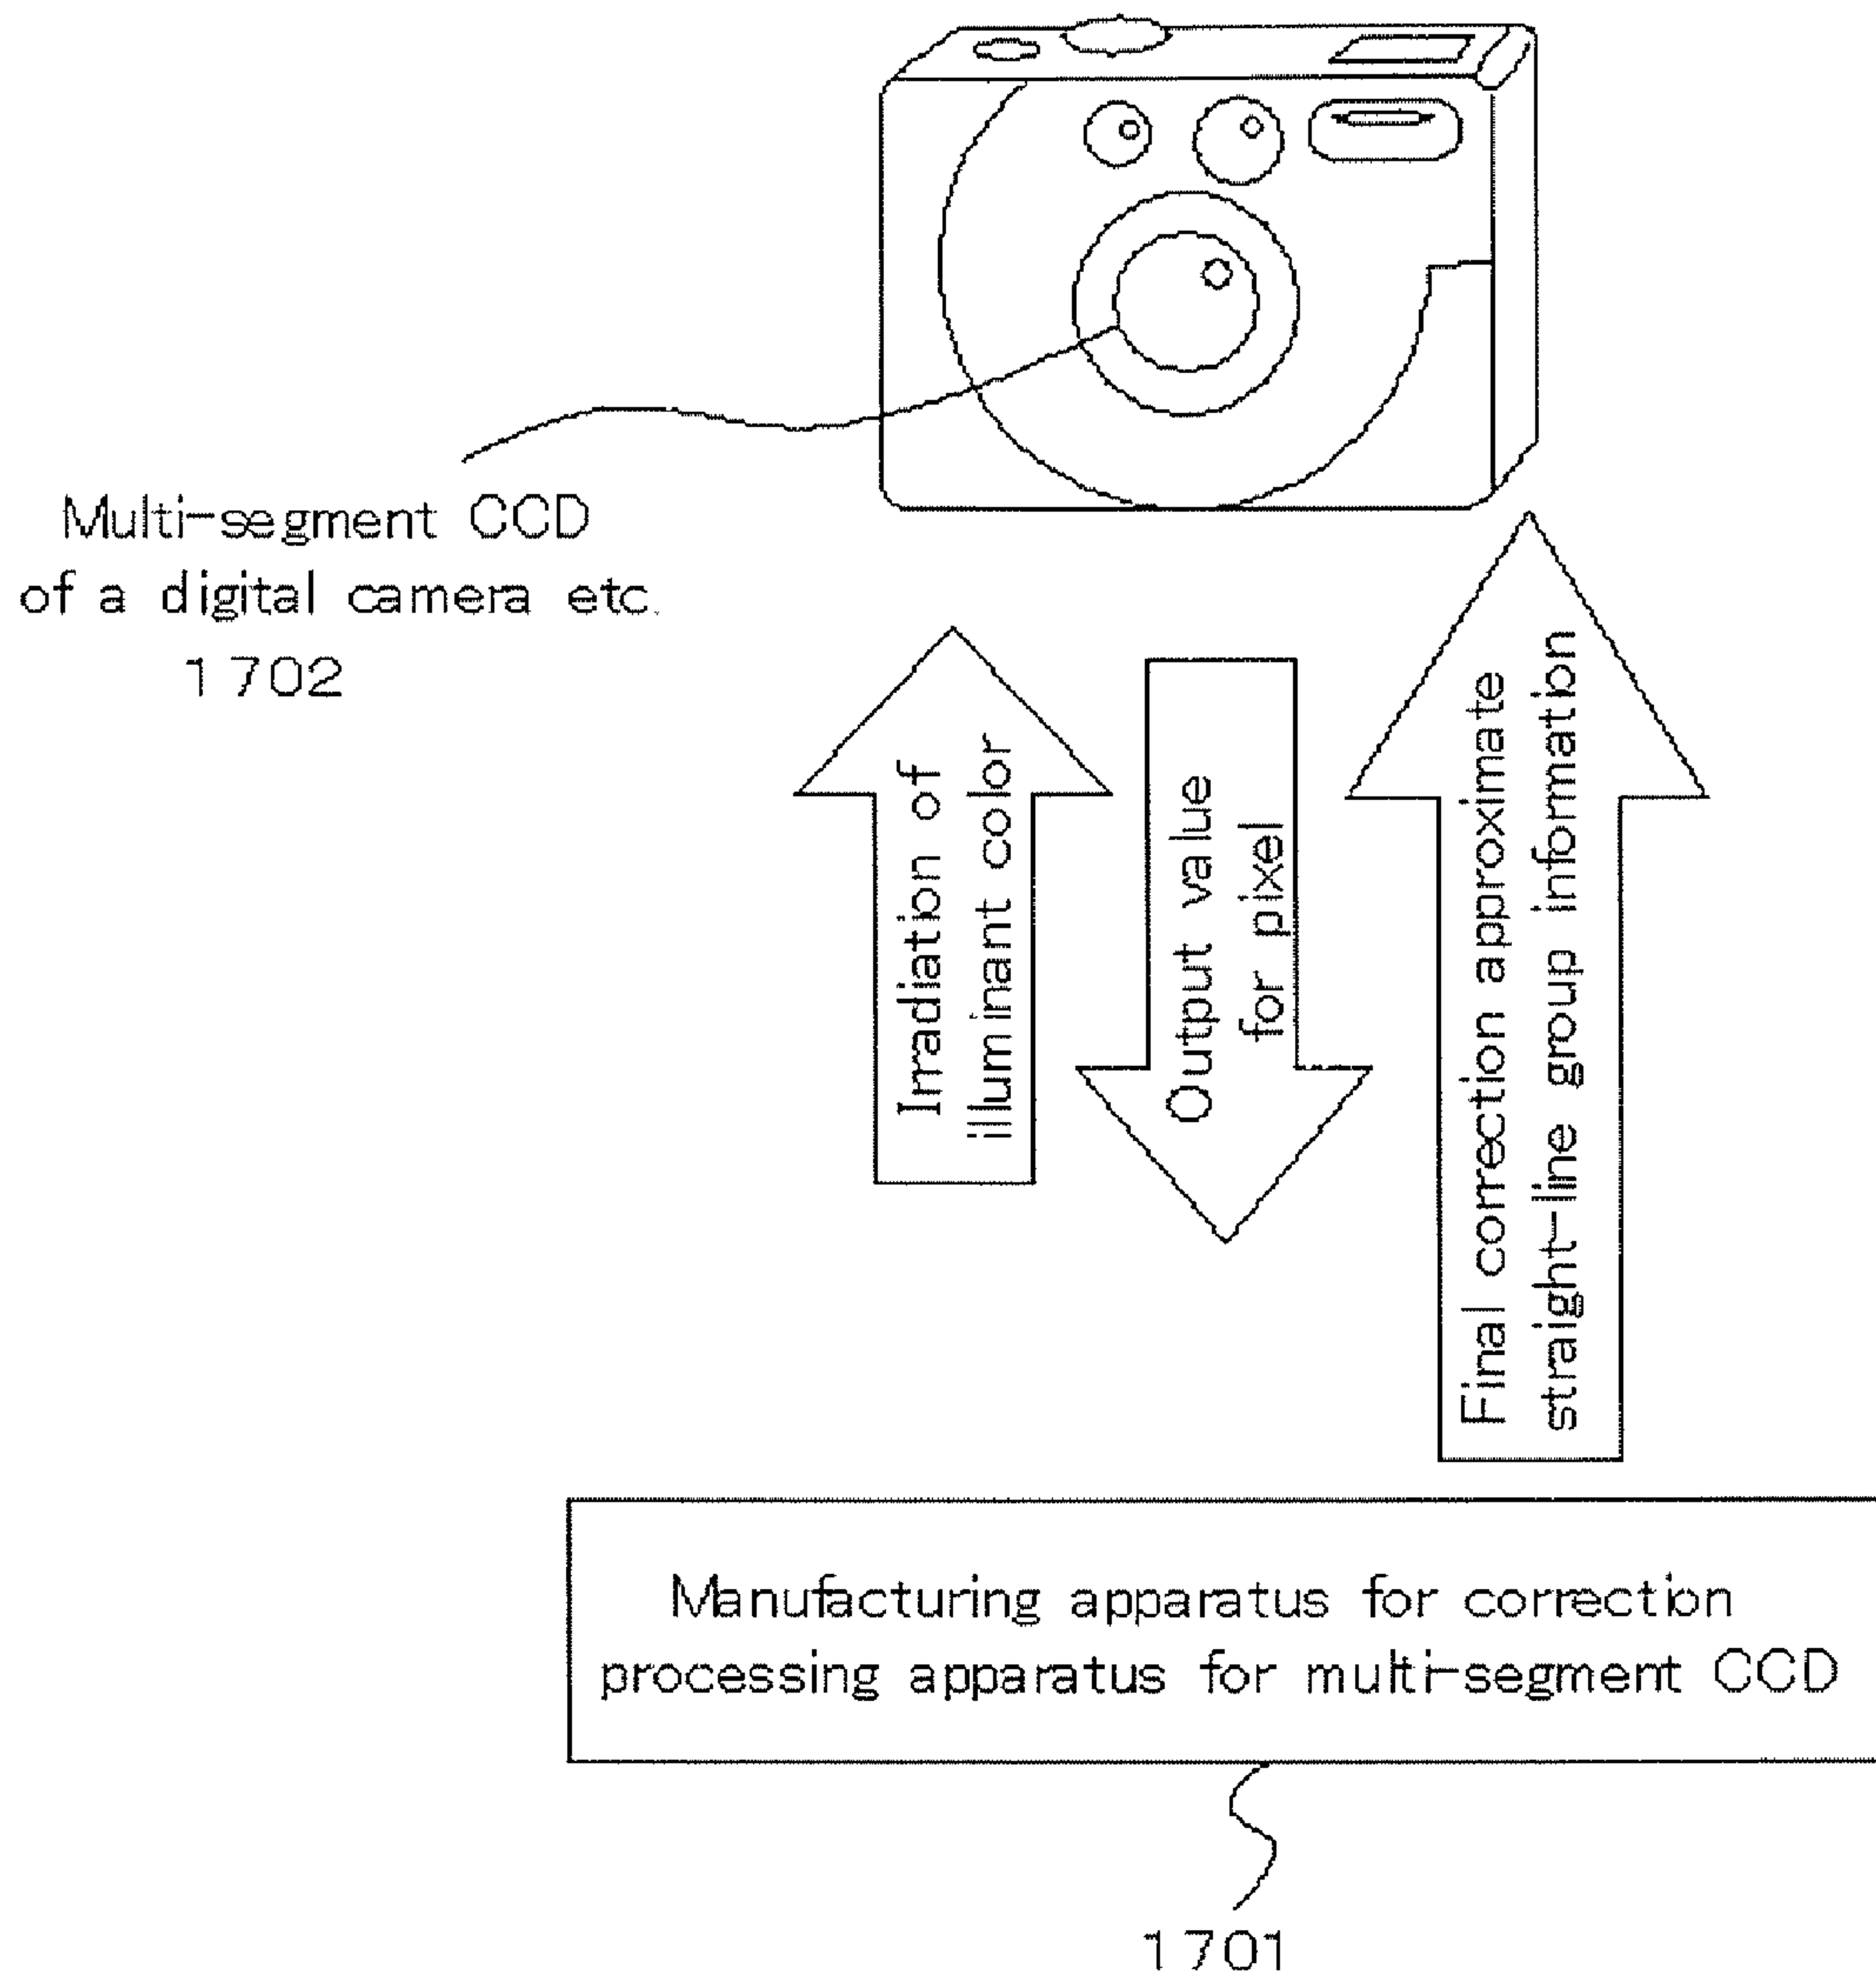 Multi-segment CCD
of a digital camera etc.
1702
Irradiation of
illuminant color
Output value
for pixel
Final correction approximate
straight-line group information
Manufacturing apparatus for correction
processing apparatus for multi-segment CCD
1701